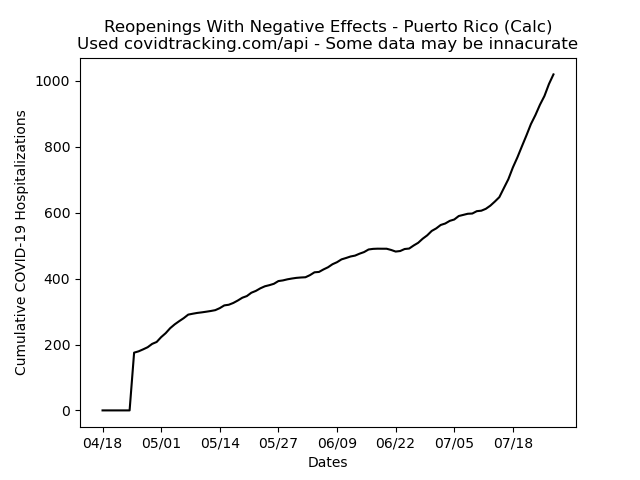 Reopenings With Negative Effects - Puerto Rico (Calc)
Used covidtracking.com/api - Some data may be innacurate
Cumulative COVID-19 Hospitalizations
1000
800
600
400
200
0
04/18 05/01 05/14 05/27 06/09 06/22 07/05 07/18
Dates